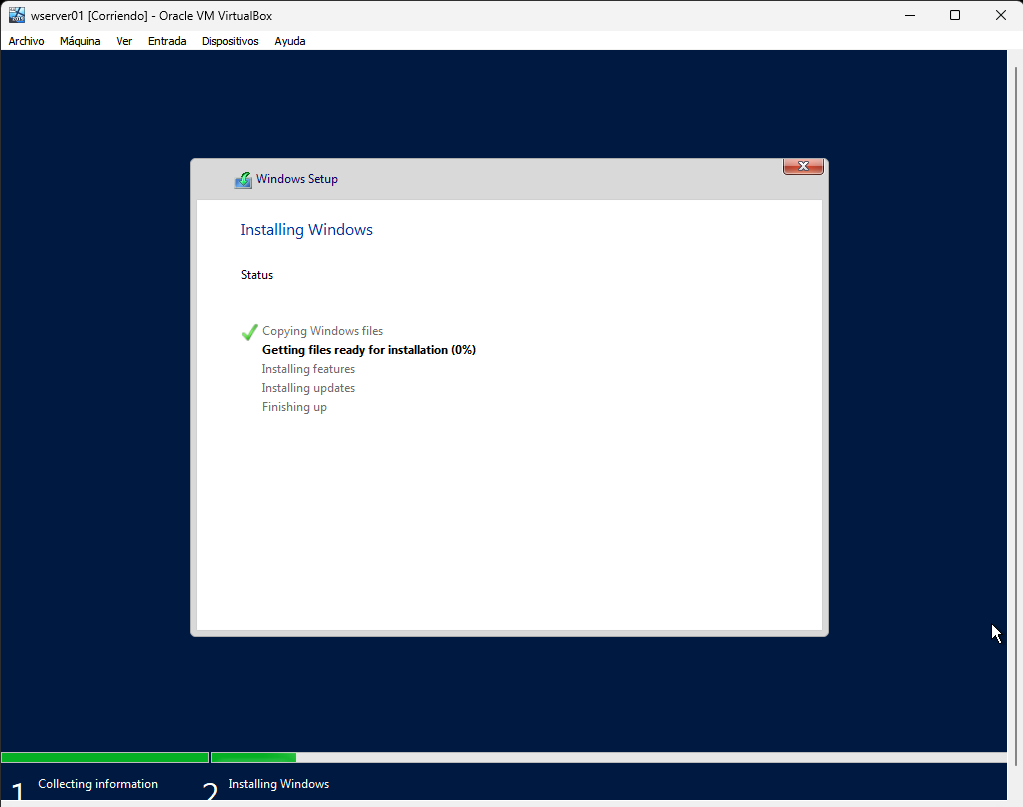 wserver01 [Corriendo] - Oracle VM VirtualBox
Archivo Máquina Ver Entrada Dispositivos Ayuda
Windows Setup
Installing Windows
Status
Copying Windows files
Getting files ready for installation (0%)
Installing features
Installing updates
Finishing up
1 Collecting information 2 Installing Windows